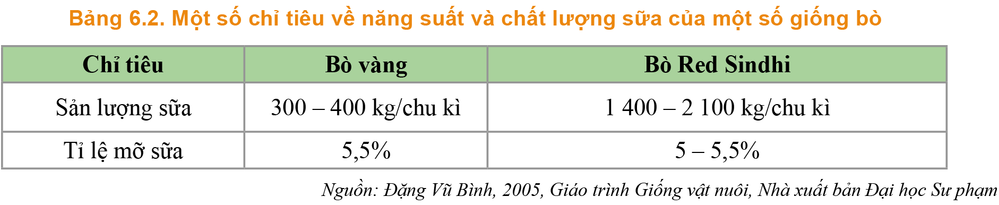 Bảng 6.2. Một số chỉ tiêu về năng suất và chất lượng sữa của một số giống bò
Chỉ tiêu Bò vàng Bò Red Sindhi
Sản lượng sữa 300 – 400 kg/chu kì 1 400 – 2 100 kg/chu kì
Tỉ lệ mỡ sữa 5,5% 5 – 5,5%
Nguồn: Đặng Vũ Bình, 2005, Giáo trình Giống vật nuôi, Nhà xuất bản Đại học Sư phạm